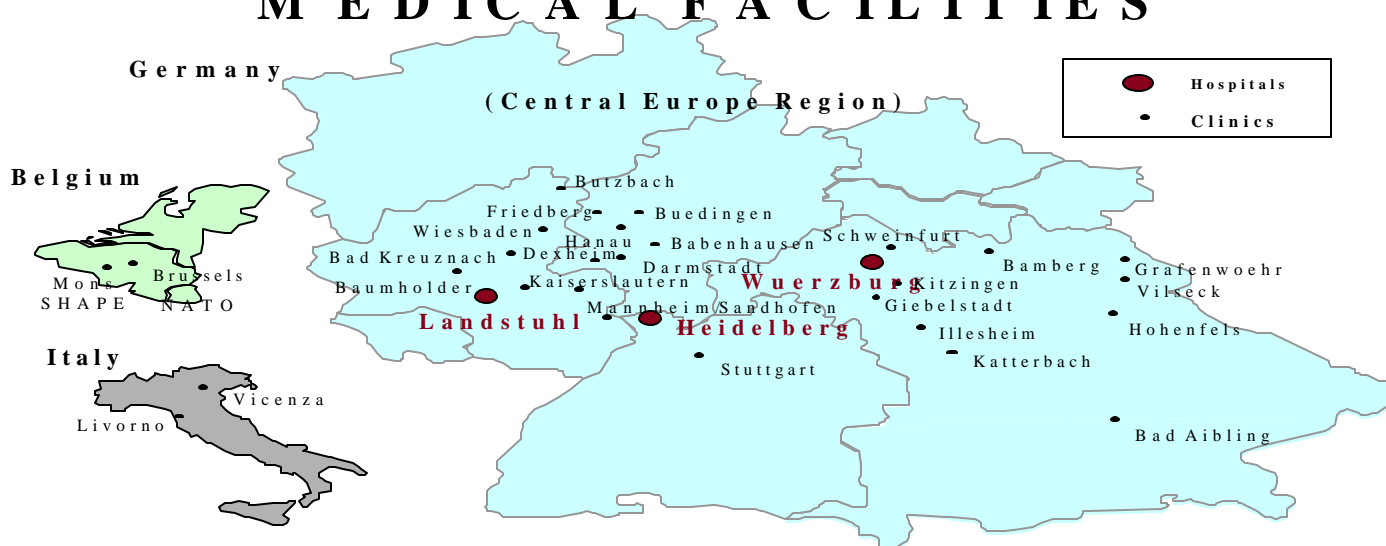 MEDICAL FACILITIES
Germany
(Central Europe Region)
Hospitals
Clinics
Belgium
Butzbach
Friedberg
Buedingen
Wiesbaden
Hanau
Babenhausen
Schweinfurt
Bad Kreuznach
Dexheim
Darmstadt
Bamberg
Grafenwoehr
Mons
Brussels
Baumholder
Kaiserslautern
Wuerzburg
Kitzingen
Vilseck
SHAPE
NATO
Mannheim Sandhofen
Giebelstadt
Landstuhl
Heidelberg
Illesheim
Hohenfels
Italy
Stuttgart
Katterbach
Vicenza
Livorno
Bad Aibling